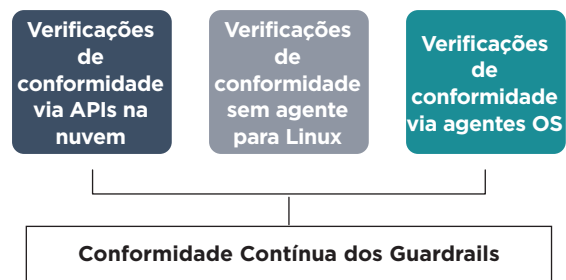 Verificações
de
conformidade
via APIs na
nuvem
Verificações
de
conformidade
sem agente
para Linux
Verificações
de
conformidade
via agentes OS
Conformidade Contínua dos Guardrails